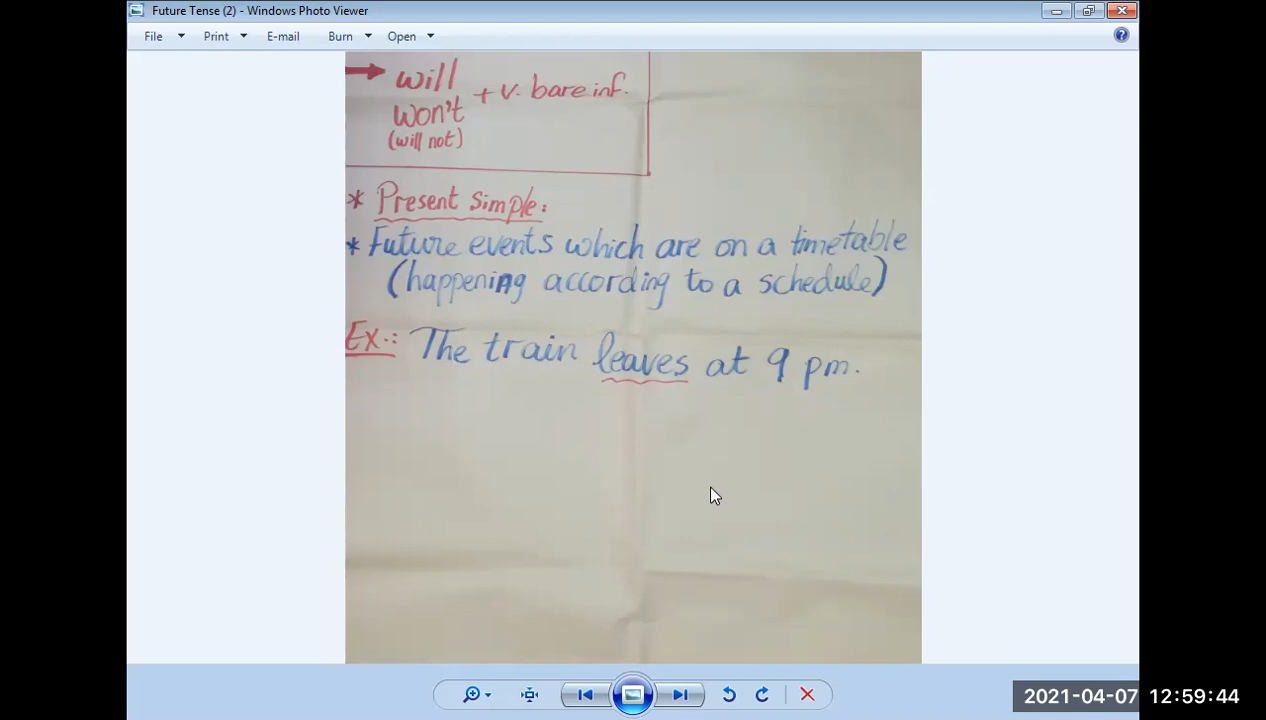 Future Tense (2) - Windows Photo Viewer
File Print E-mail Burn Open
will
won't + v. bare inf.
(will not)
* Present simple:
* Future events which are on a timetable
(happening according to a schedule)
Ex.: The train leaves at 9 pm.
2021-04-07 12:59:44